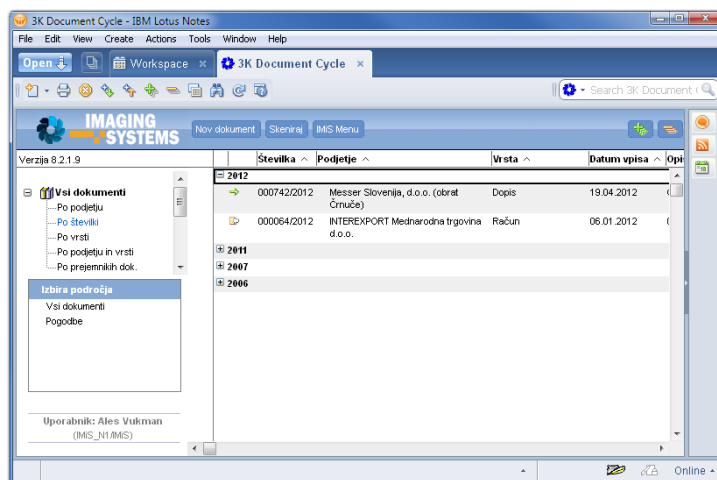 3K Document Cycle - IBM Lotus Notes
File Edit View Create Actions Tools Window Help
Open Workspace 3K Document Cycle
Search 3K Document (
IMAGING
SYSTEMS
Nov dokument Skeniraj IMiS Menu
Verzija 8.2.1.9
Številka Podjetje Vrsta Datum vpisa Opi
Vsi dokumenti
Po podjetju
Po številki
Po vrsti
Po podjetju in vrsti
Po prejemnikih dok.
2012
000742/2012 Messer Slovenija, d.o.o. (obrat Črnuče) Dopis 19.04.2012
000064/2012 INTEREXPORT Mednarodna trgovina d.o.o. Račun 06.01.2012
2011
2007
2006
Izbira področja
Vsi dokumenti
Pogodbe
Uporabnik: Ales Vukman
(IMiS_N1/IMiS)
Online